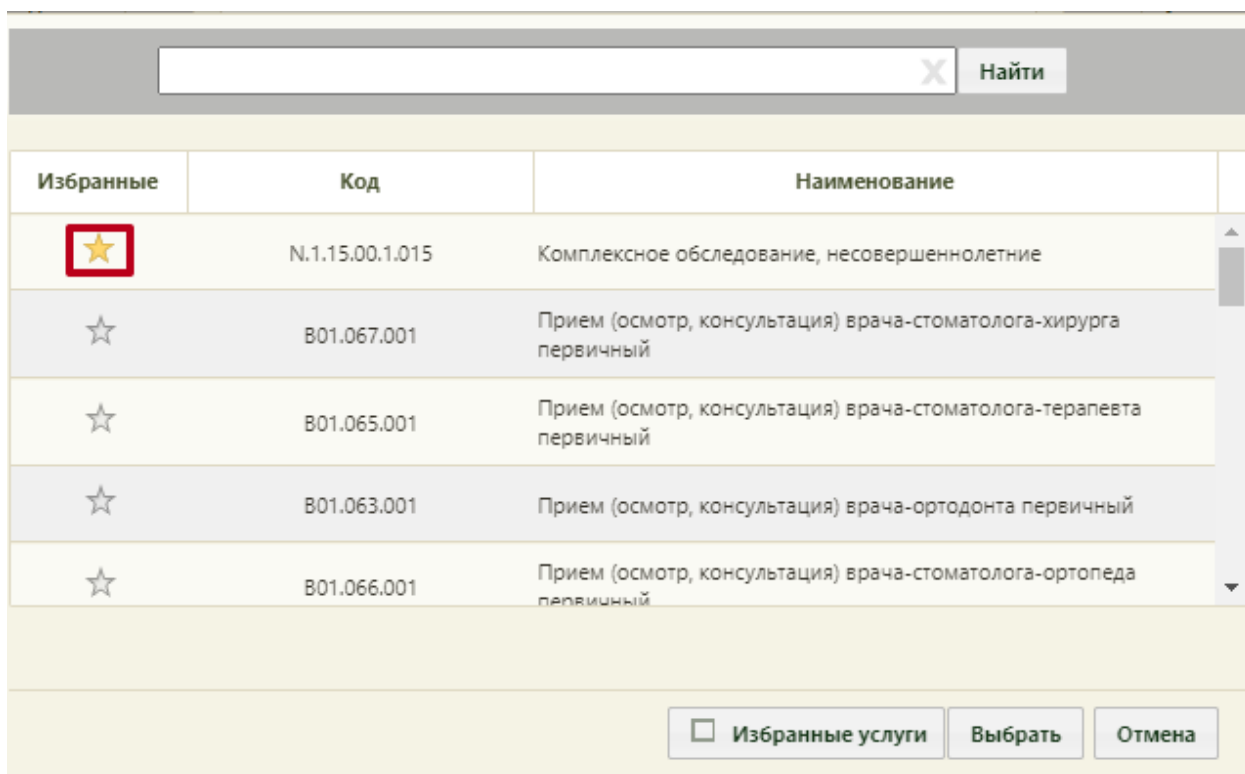 Найти
Избранные Код Наименование
N.1.15.00.1.015 Комплексное обследование, несовершеннолетние
B01.067.001 Прием (осмотр, консультация) врача-стоматолога-хирурга
первичный
B01.065.001 Прием (осмотр, консультация) врача-стоматолога-терапевта
первичный
B01.063.001 Прием (осмотр, консультация) врача-ортодонта первичный
B01.066.001 Прием (осмотр, консультация) врача-стоматолога-ортопеда
первичный
Избранные услуги Выбрать Отмена